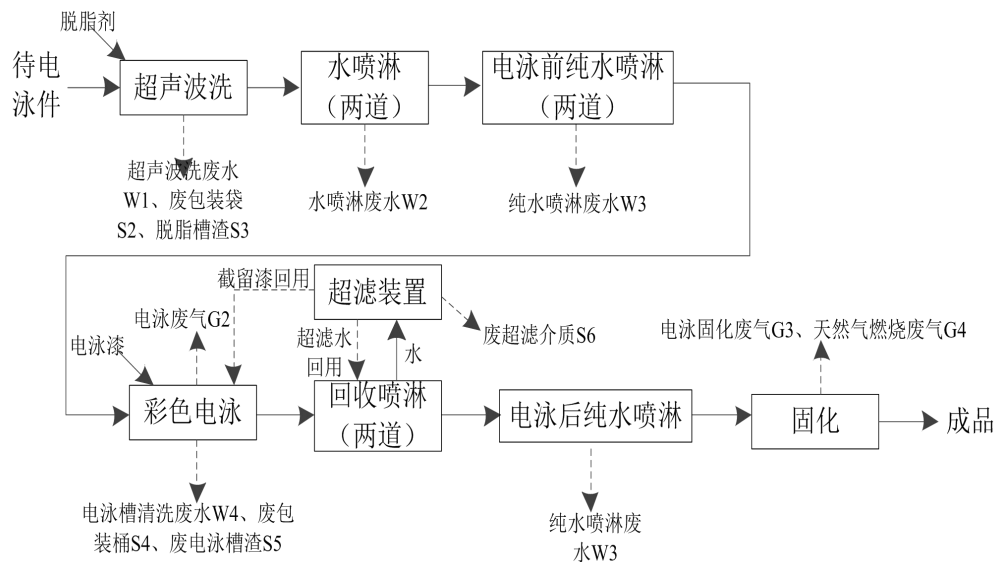 脱脂剂
待电
泳件
超声波洗
水喷淋
（两道）
电泳前纯水喷淋
（两道）
超声波洗废水
W1、废包装袋
S2、脱脂槽渣S3
水喷淋废水W2
纯水喷淋废水W3
截留漆回用
超滤装置
电泳废气G2
电泳漆
超滤水
回用
水
废超滤介质S6
电泳固化废气G3、天然气燃烧废气G4
彩色电泳
回收喷淋
（两道）
电泳后纯水喷淋
固化
成品
电泳槽清洗废水W4、废包
装桶S4、废电泳槽渣S5
纯水喷淋废
水W3